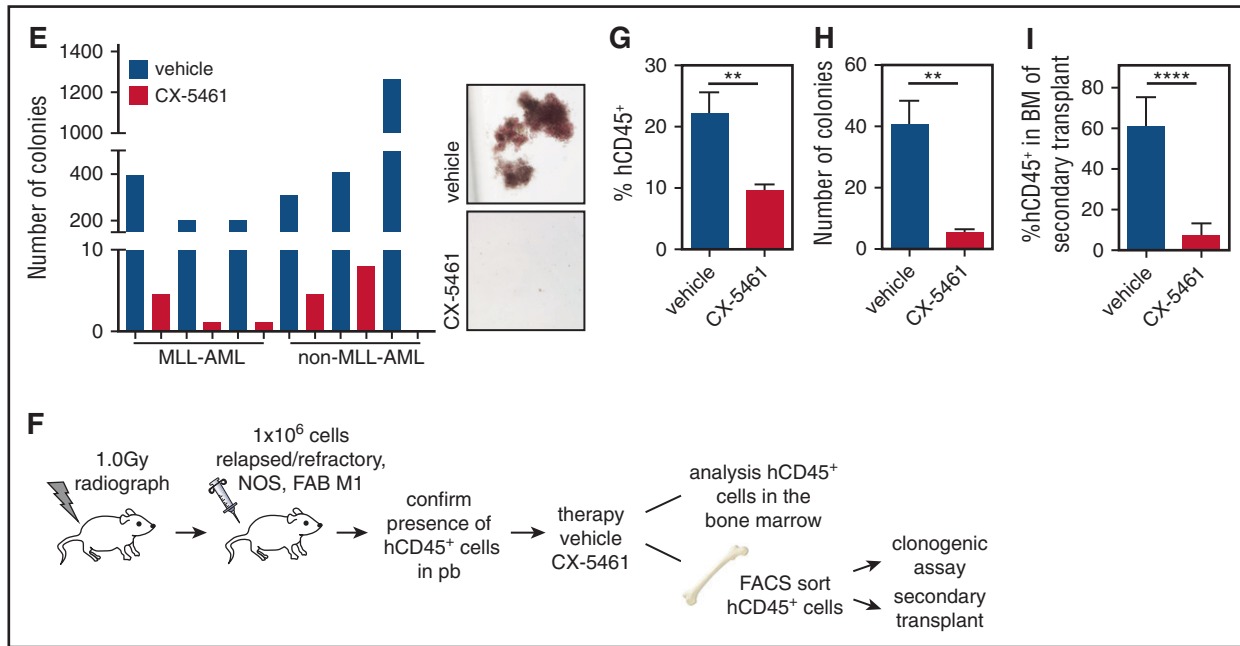 E
Number of colonies
1400
1200
1000
400
200
10
0
vehicle
CX-5461
MLL-AML
non-MLL-AML
vehicle
CX-5461
G
% hCD45+
30
20
10
0
**
vehicle
CX-5461
H
Number of colonies
60
40
20
0
**
vehicle
CX-5461
I
%hCD45+ in BM of
secondary transplant
80
60
40
20
0
****
vehicle
CX-5461
F
1.0Gy
radiograph
1x10⁶ cells
relapsed/refractory,
NOS, FAB M1
confirm
presence of
hCD45+ cells
in pb
therapy
vehicle
CX-5461
analysis hCD45+
cells in the
bone marrow
FACS sort
hCD45+ cells
clonogenic
assay
secondary
transplant